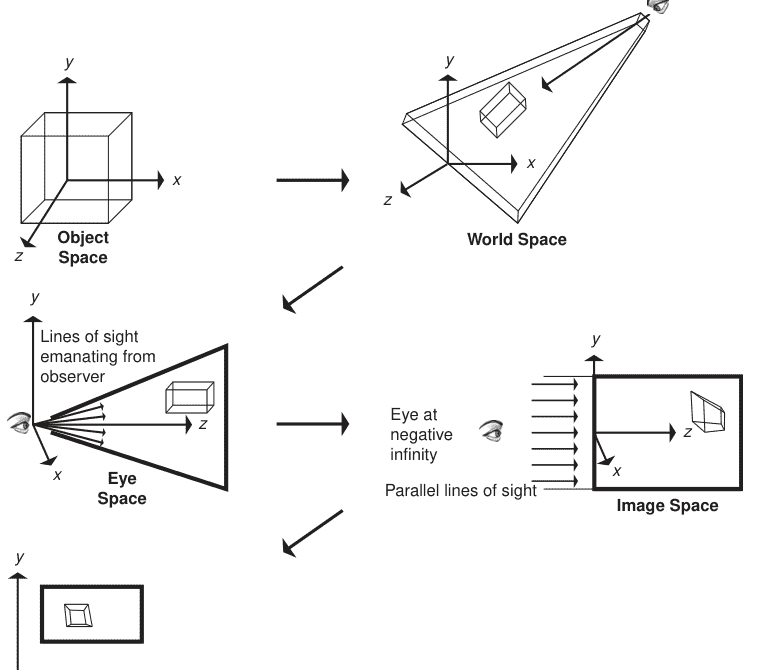 y
x
z
Object
Space
y
x
z
World Space
y
Lines of sight
emanating from
observer
z
x
Eye
Space
y
Eye at
negative
infinity
z
x
Parallel lines of sight
Image Space
y